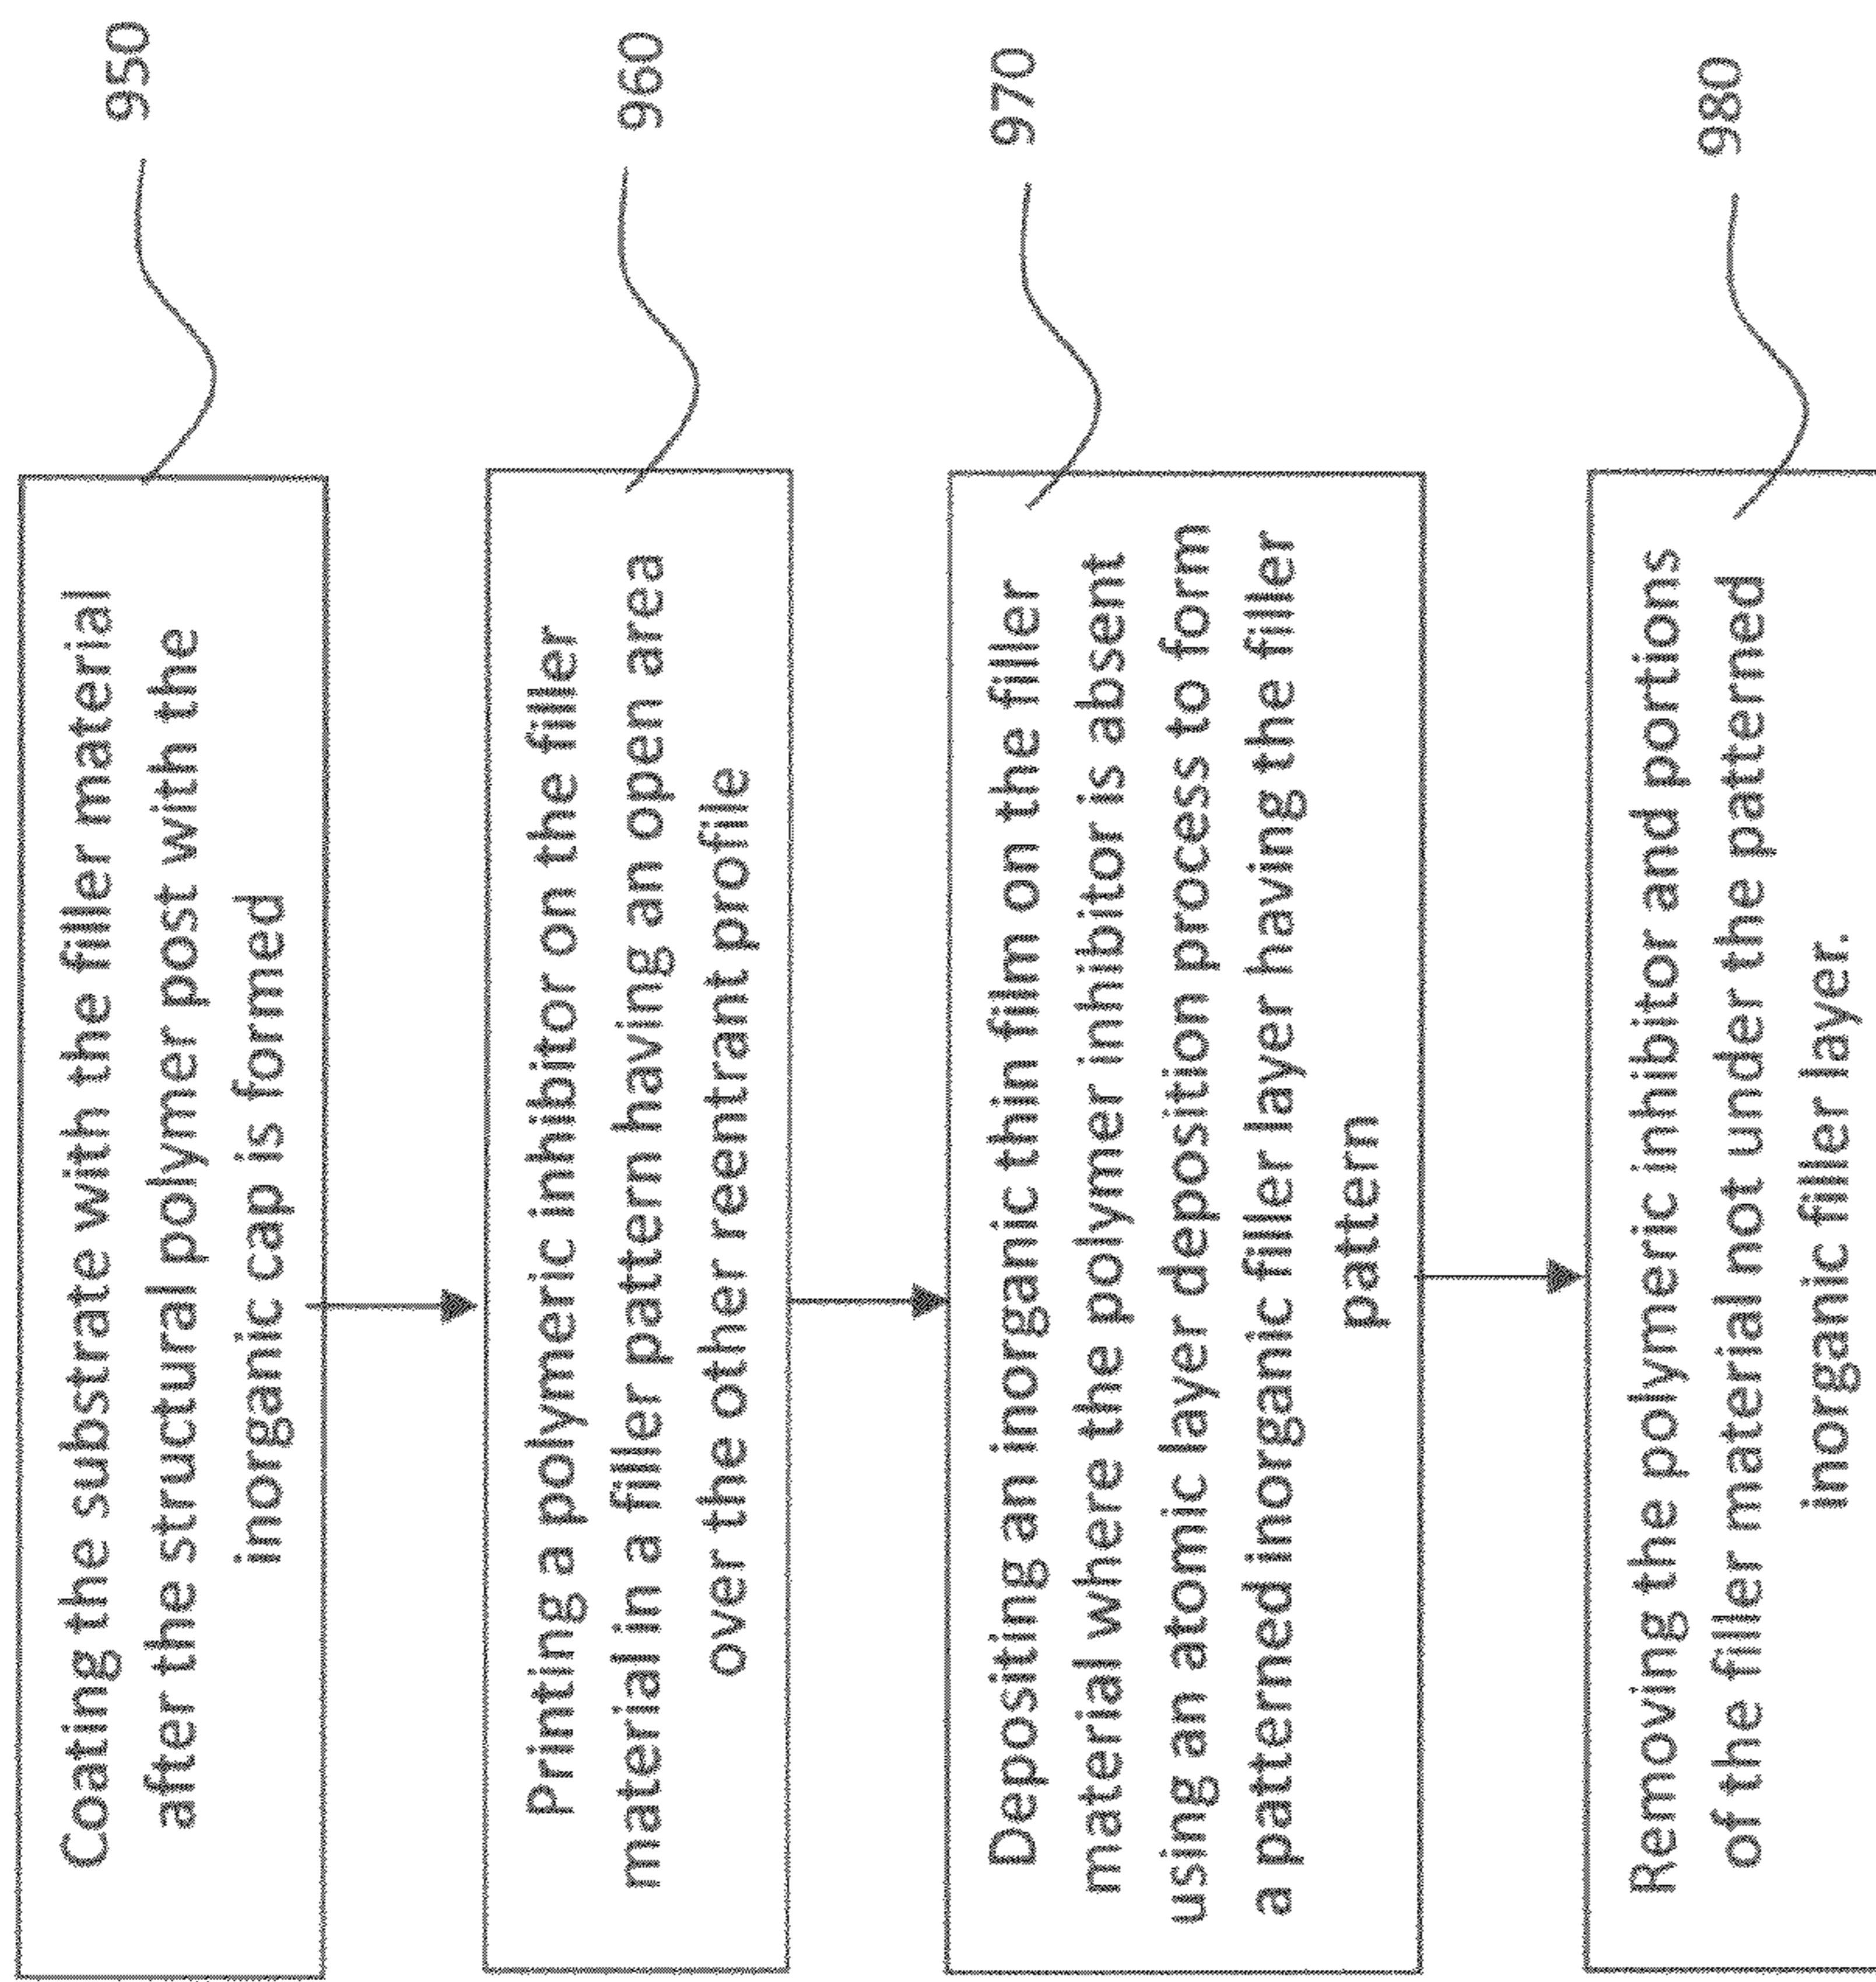 Coating the substrate with the filler material
after the structural polymer post with the
inorganic cap is formed
950
Printing a polymeric inhibitor on the filler
material in a filler pattern having an open area
over the other reentrant profile
960
Depositing an inorganic thin film on the filler
material where the polymer inhibitor is absent
using an atomic layer deposition process to form
a patterned inorganic filler layer having the filler
pattern
970
Removing the polymeric inhibitor and portions
of the filler material not under the patterned
inorganic filler layer.
980